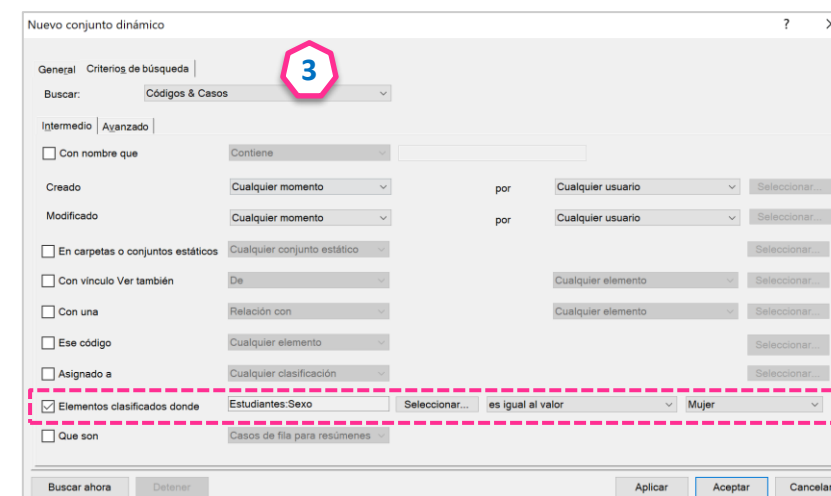 Nuevo conjunto dinámico ?
3
General Criterios de búsqueda
Buscar: Códigos & Casos
Intermedio Avanzado
Con nombre que Contiene
Creado Cualquier momento por Cualquier usuario Seleccionar...
Modificado Cualquier momento por Cualquier usuario Seleccionar...
En carpetas o conjuntos estáticos Cualquier conjunto estático Seleccionar...
Con vínculo Ver también De Cualquier elemento Seleccionar...
Con una Relación con Cualquier elemento Seleccionar...
Ese código Cualquier elemento Seleccionar...
Asignado a Cualquier clasificación Seleccionar...
Elementos clasificados donde Estudiantes:Sexo Seleccionar... es igual al valor Mujer
Que son Casos de fila para resúmenes
Buscar ahora Detener Aplicar Aceptar Cancelar